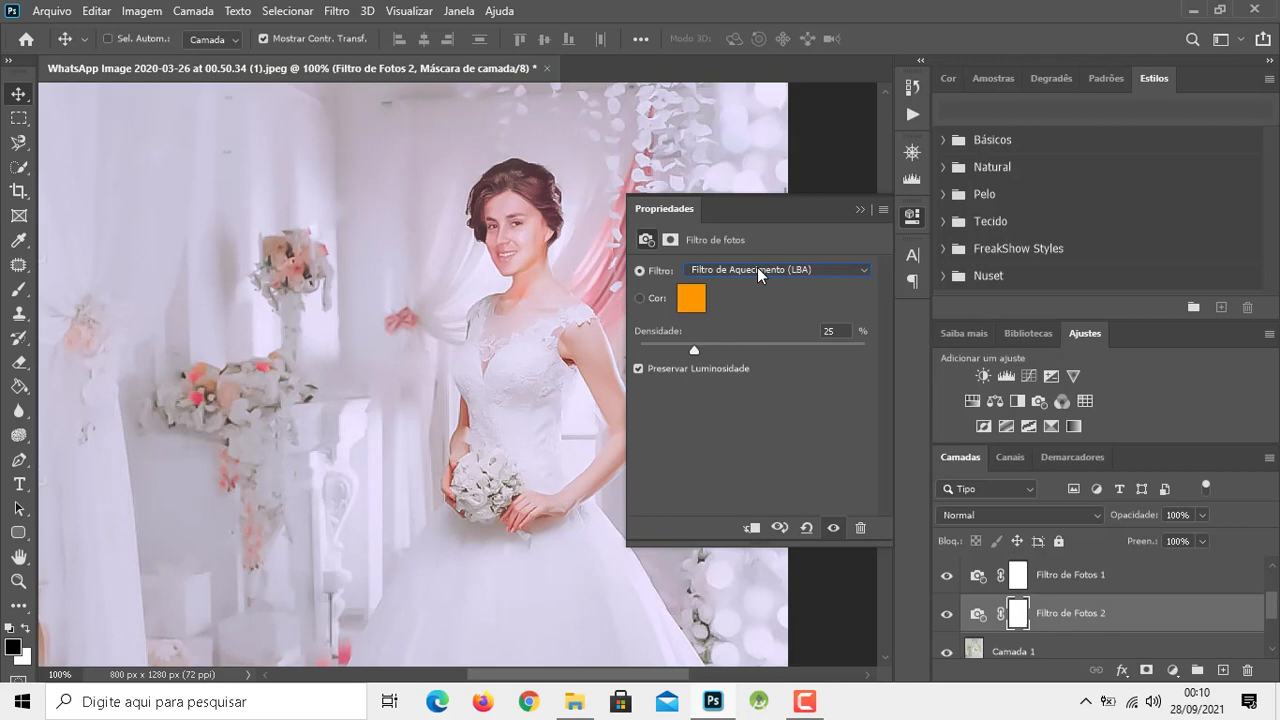 Ps Arquivo Editar Imagem Camada Texto Selecionar Filtro 3D Visualizar Janela Ajuda
Sel. Autom.: Camada Mostrar Contr. Transf. Modo 3D:
WhatsApp Image 2020-03-26 at 00.50.34 (1).jpeg @ 100% (Filtro de Fotos 2, Máscara de camada/8) *
Cor Amostras Degradês Padrões Estilos
Básicos
Natural
Pelo
Tecido
FreakShow Styles
Nuset
Propriedades
Filtro de fotos
Filtro: Filtro de Aquecimento (LBA)
Cor:
Densidade: 25 %
Preservar Luminosidade
Saiba mais Bibliotecas Ajustes
Adicionar um ajuste
Camadas Canais Demarcadores
Tipo
Normal Opacidade: 100%
Bloq.: Preen.: 100%
Filtro de Fotos 1
Filtro de Fotos 2
Camada 1
100% 800 px x 1280 px (72 ppi)
Digite aqui para pesquisar
Ps
00:10
28/09/2021